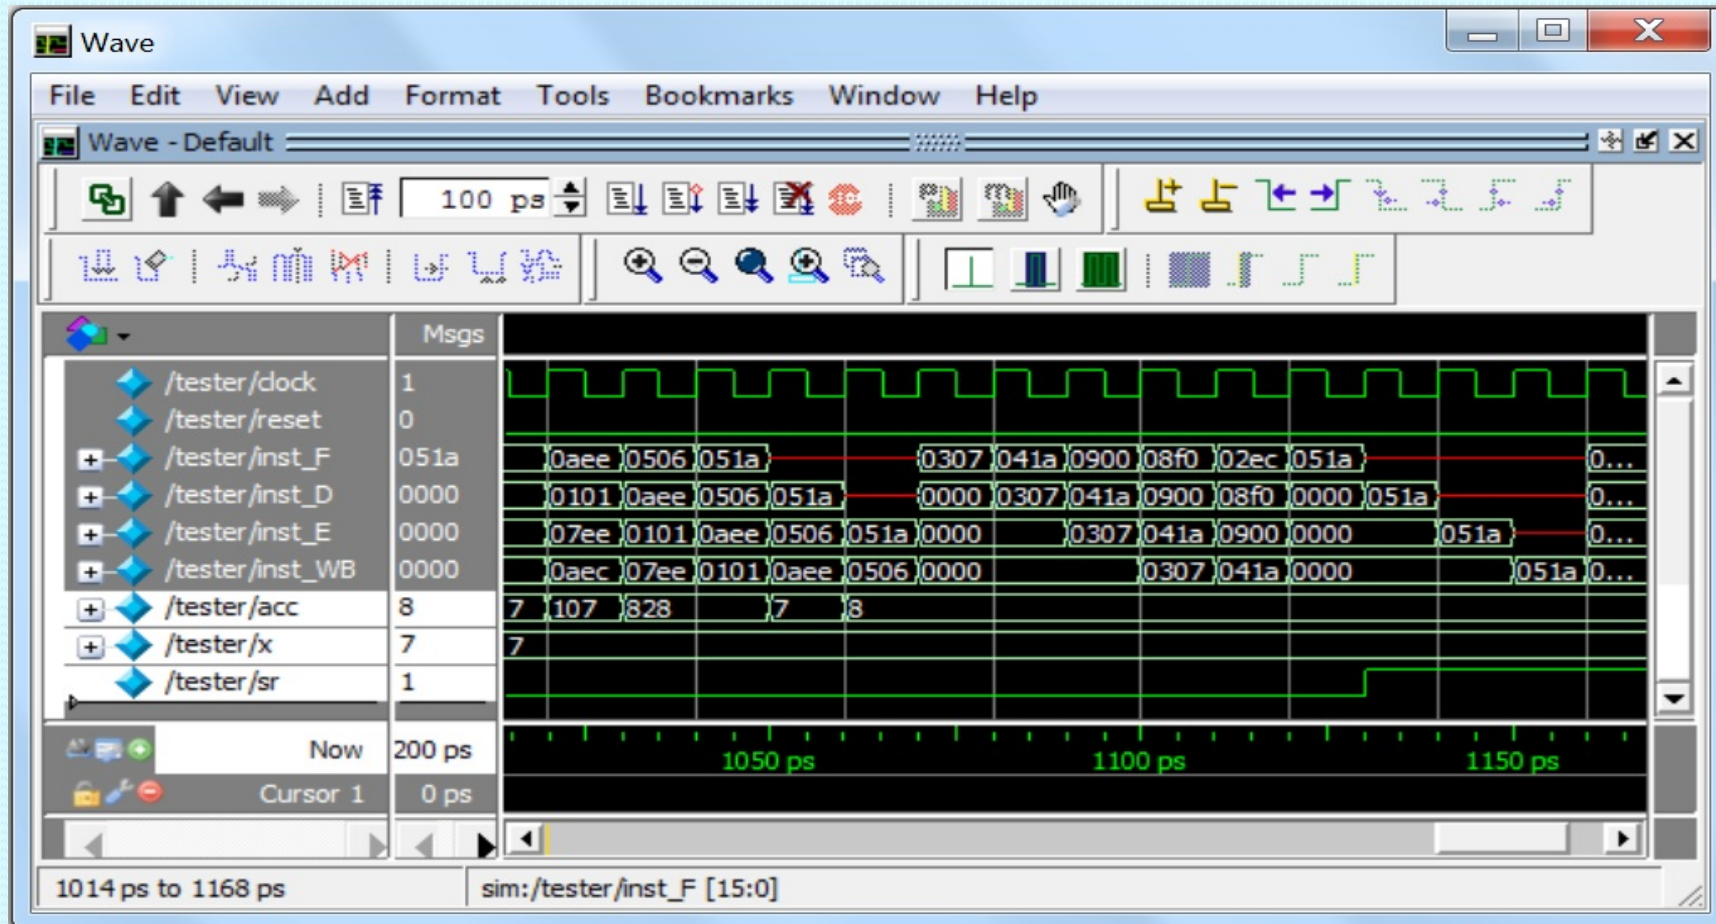 Wave
File Edit View Add Format Tools Bookmarks Window Help
Wave - Default
100 ps
Msgs
/tester/clock 1
/tester/reset 0
/tester/inst_F 051a 0aee 0506 051a 0307 041a 0900 08f0 02ec 051a 0...
/tester/inst_D 0000 0101 0aee 0506 051a 0000 0307 041a 0900 08f0 0000 051a 0...
/tester/inst_E 0000 07ee 0101 0aee 0506 051a 0000 0307 041a 0900 0000 051a 0...
/tester/inst_WB 0000 0aec 07ee 0101 0aee 0506 0000 0307 041a 0000 051a 0...
/tester/acc 8 7 107 828 7 8
/tester/x 7 7
/tester/sr 1
Now 200 ps 1050 ps 1100 ps 1150 ps
Cursor 1 0 ps
1014 ps to 1168 ps sim:/tester/inst_F [15:0]